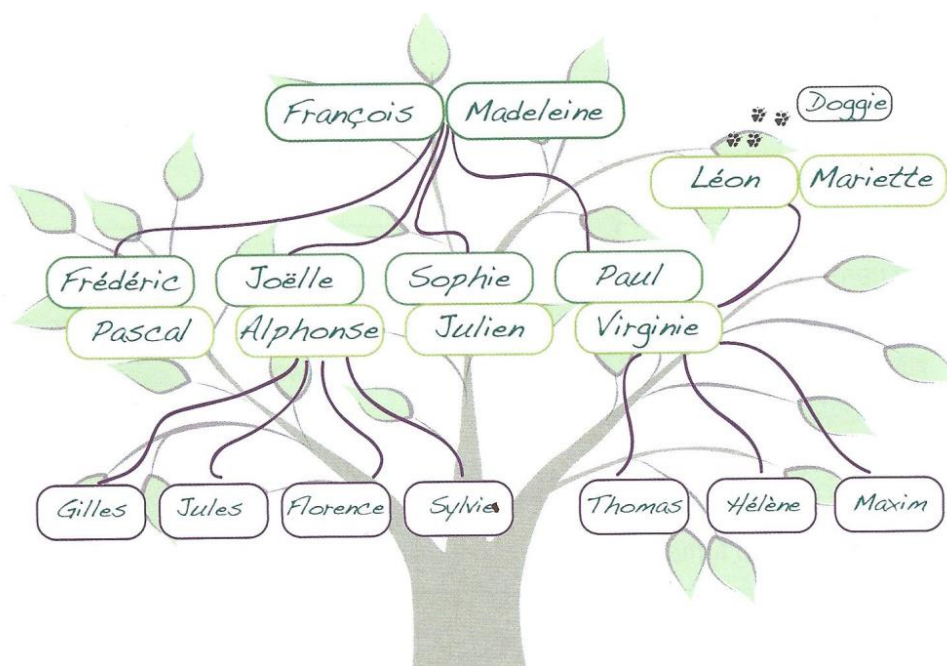 François Madeleine
Doggie
Léon Mariette
Frédéric Joëlle Sophie Paul
Pascal Alphonse Julien Virginie
Gilles Jules Florence Sylvie Thomas Hélène Maxim